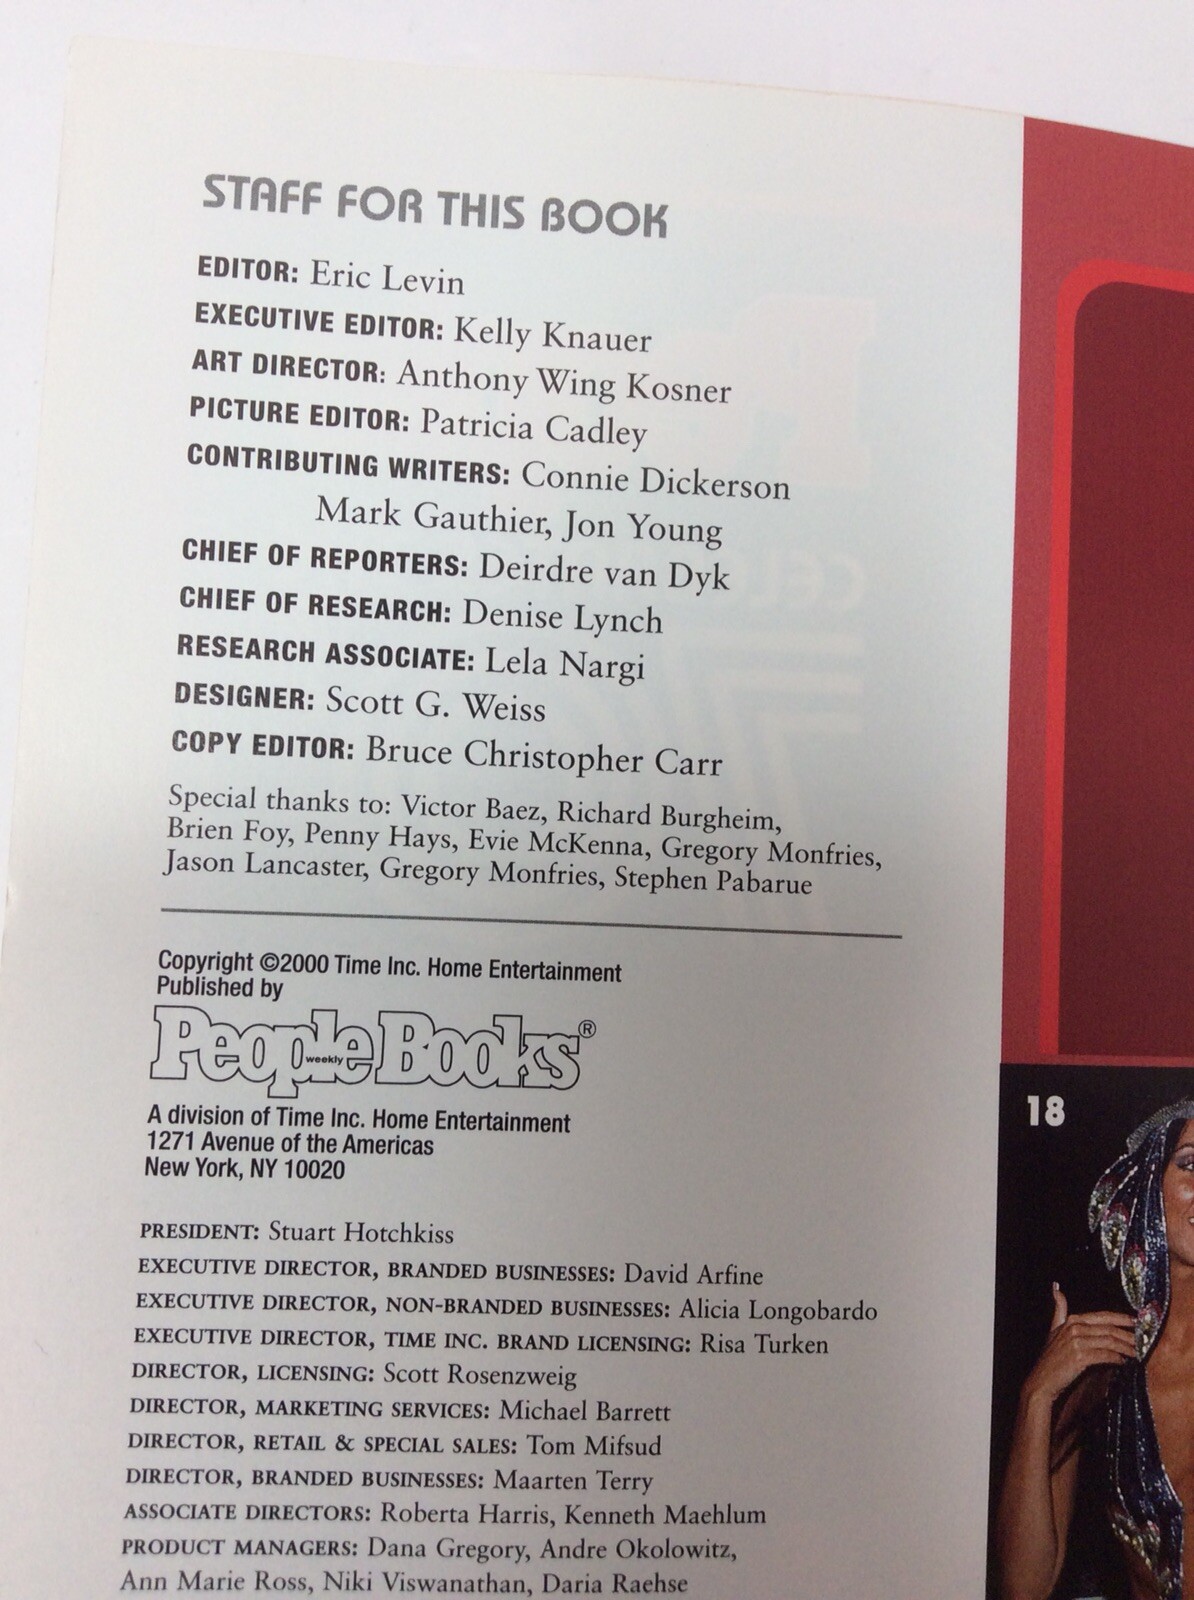 STAFF FOR THIS BOOK
EDITOR: Eric Levin
EXECUTIVE EDITOR: Kelly Knauer
ART DIRECTOR: Anthony Wing Kosner
PICTURE EDITOR: Patricia Cadley
CONTRIBUTING WRITERS: Connie Dickerson
Mark Gauthier, Jon Young
CHIEF OF REPORTERS: Deirdre van Dyk
CHIEF OF RESEARCH: Denise Lynch
RESEARCH ASSOCIATE: Lela Nargi
DESIGNER: Scott G. Weiss
COPY EDITOR: Bruce Christopher Carr
Special thanks to: Victor Baez, Richard Burgheim,
Brien Foy, Penny Hays, Evie McKenna, Gregory Monfries,
Jason Lancaster, Gregory Monfries, Stephen Pabarue
Copyright ©2000 Time Inc. Home Entertainment
Published by
People weekly Books®
A division of Time Inc. Home Entertainment
1271 Avenue of the Americas
New York, NY 10020
PRESIDENT: Stuart Hotchkiss
EXECUTIVE DIRECTOR, BRANDED BUSINESSES: David Arfine
EXECUTIVE DIRECTOR, NON-BRANDED BUSINESSES: Alicia Longobardo
EXECUTIVE DIRECTOR, TIME INC. BRAND LICENSING: Risa Turken
DIRECTOR, LICENSING: Scott Rosenzweig
DIRECTOR, MARKETING SERVICES: Michael Barrett
DIRECTOR, RETAIL & SPECIAL SALES: Tom Mifsud
DIRECTOR, BRANDED BUSINESSES: Maarten Terry
ASSOCIATE DIRECTORS: Roberta Harris, Kenneth Maehlum
PRODUCT MANAGERS: Dana Gregory, Andre Okolowitz,
Ann Marie Ross, Niki Viswanathan, Daria Raehse
18